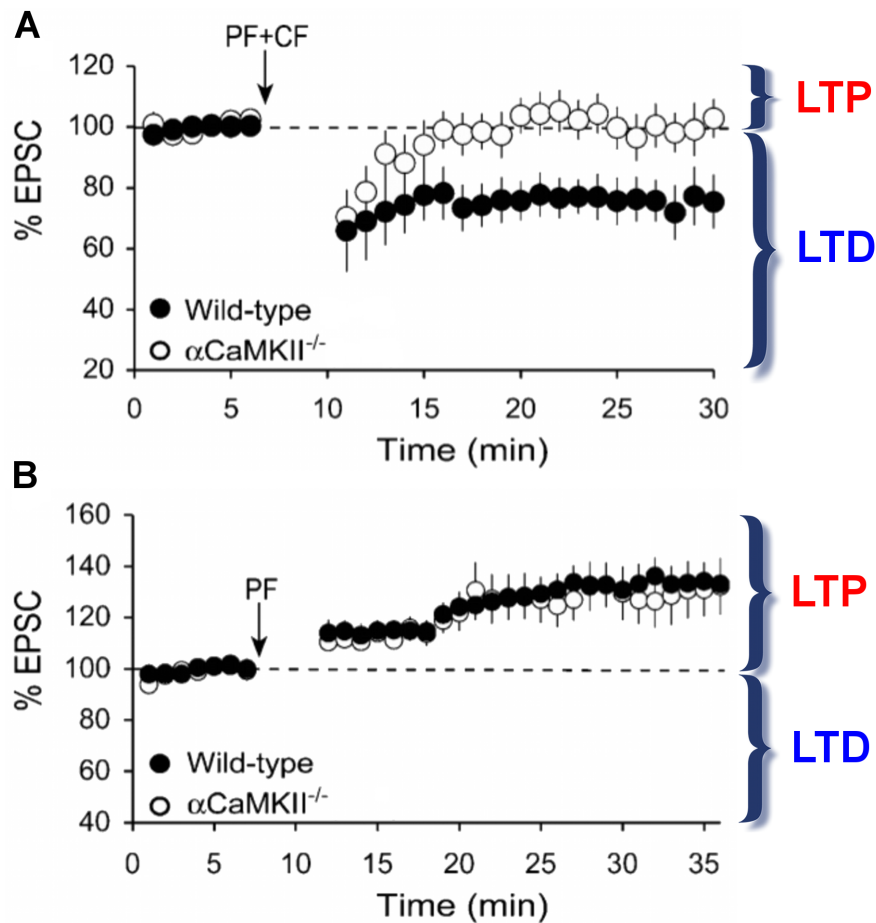 A
PF+CF
120
100
80
60
40
20
% EPSC
LTP
LTD
Wild-type
αCaMKII-/-
0 5 10 15 20 25 30
Time (min)
B
PF
160
140
120
100
80
60
40
% EPSC
LTP
LTD
Wild-type
αCaMKII-/-
0 5 10 15 20 25 30 35
Time (min)